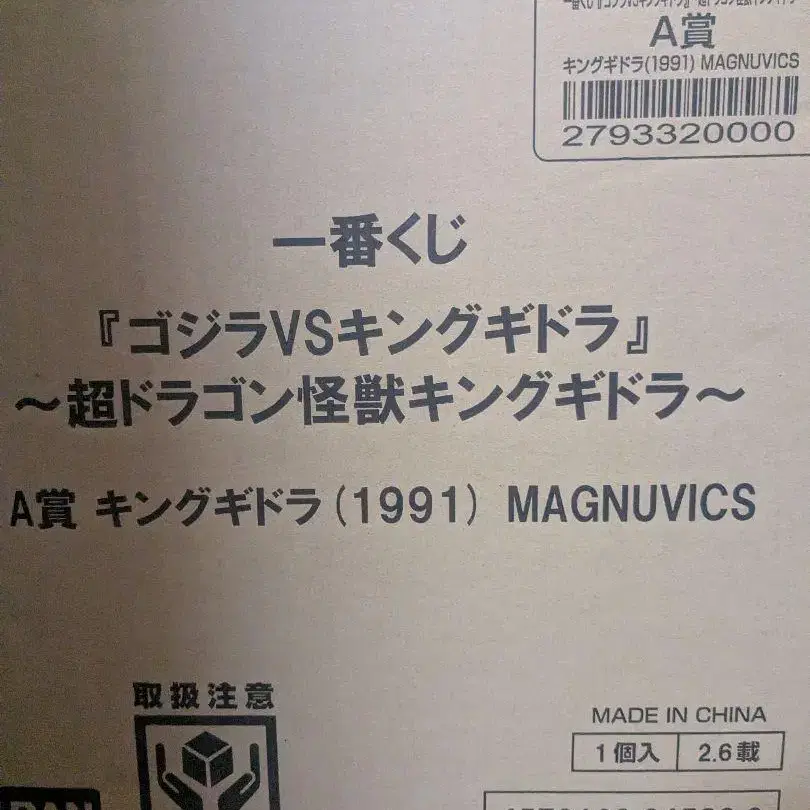 A賞
キングギドラ(1991) MAGNUVICS
2793320000
一番くじ
『ゴジラVSキングギドラ』
～超ドラゴン怪獣キングギドラ～
A賞 キングギドラ(1991) MAGNUVICS
取扱注意
MADE IN CHINA
1個入 2.6載